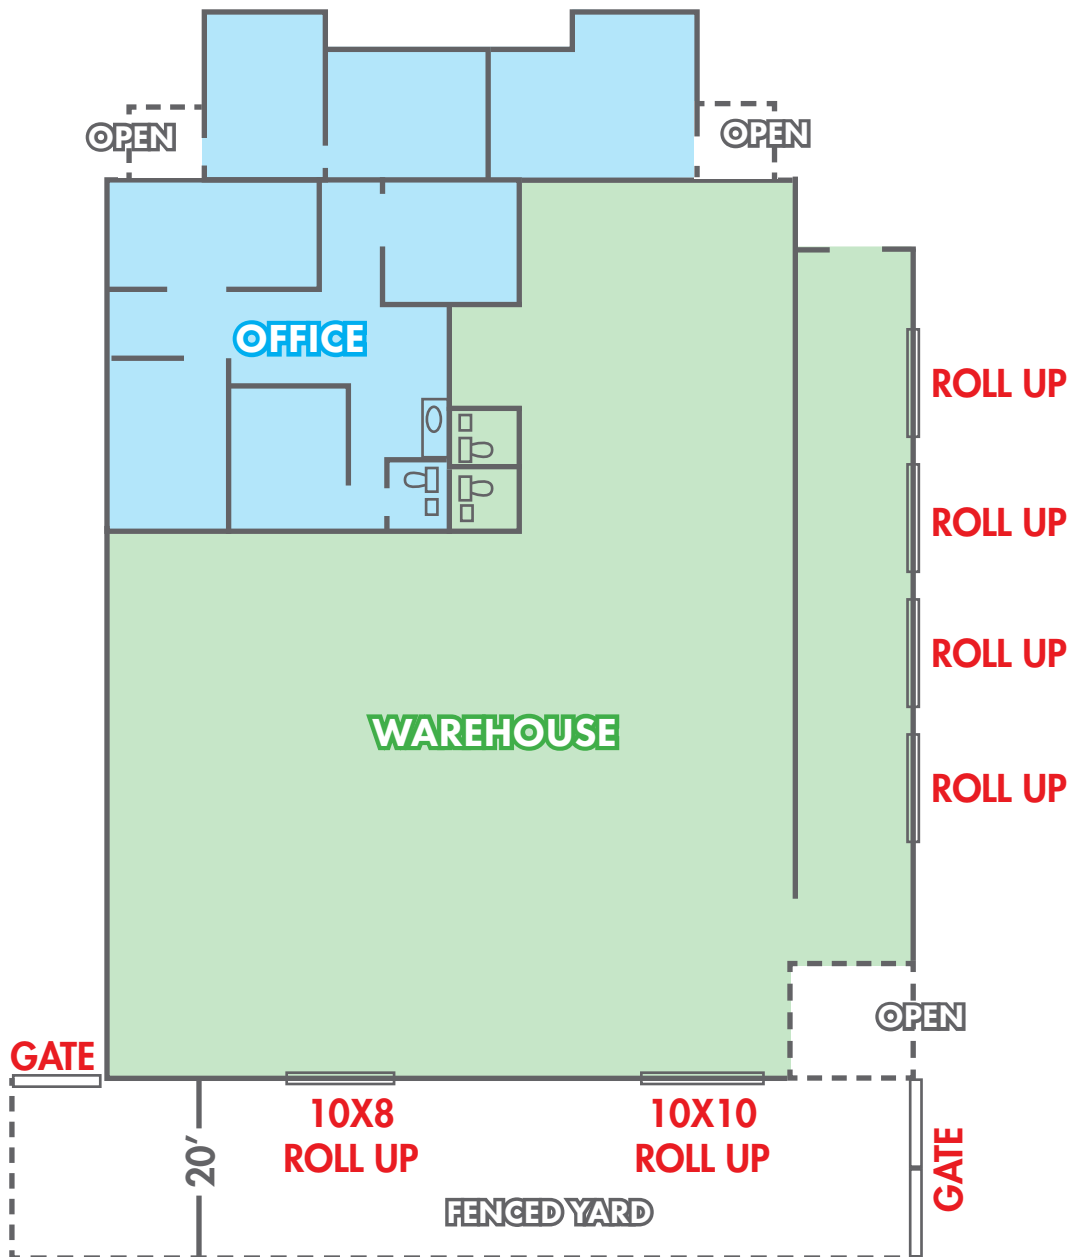 OPEN
OPEN
OFFICE
ROLL UP
ROLL UP
ROLL UP
WAREHOUSE
ROLL UP
OPEN
GATE
10X8
ROLL UP
10X10
ROLL UP
20′
GATE
FENCED YARD